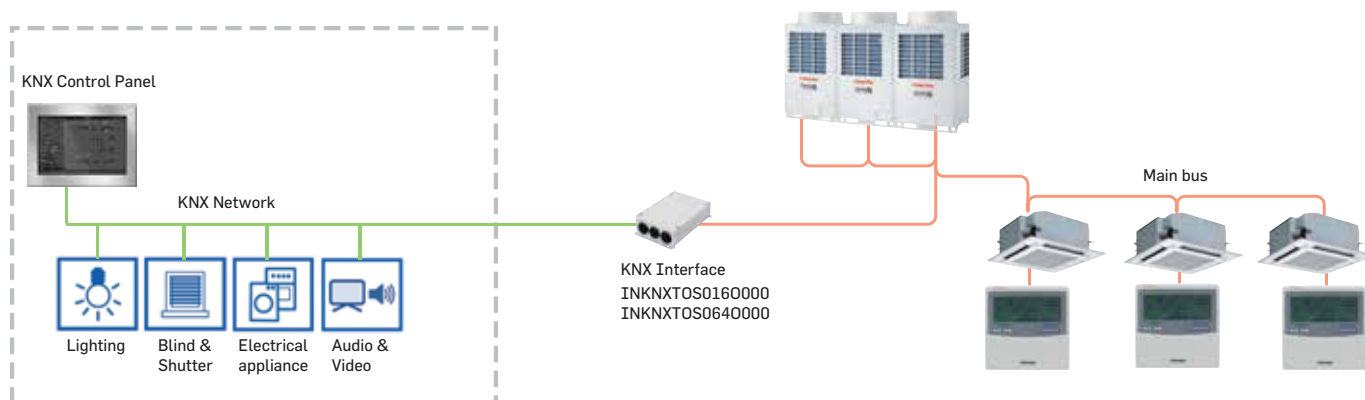 KNX Control Panel
KNX Network
Main bus
KNX Interface
INKNXTOS016O000
INKNXTOS064O000
Lighting
Blind &
Shutter
Electrical
appliance
Audio &
Video